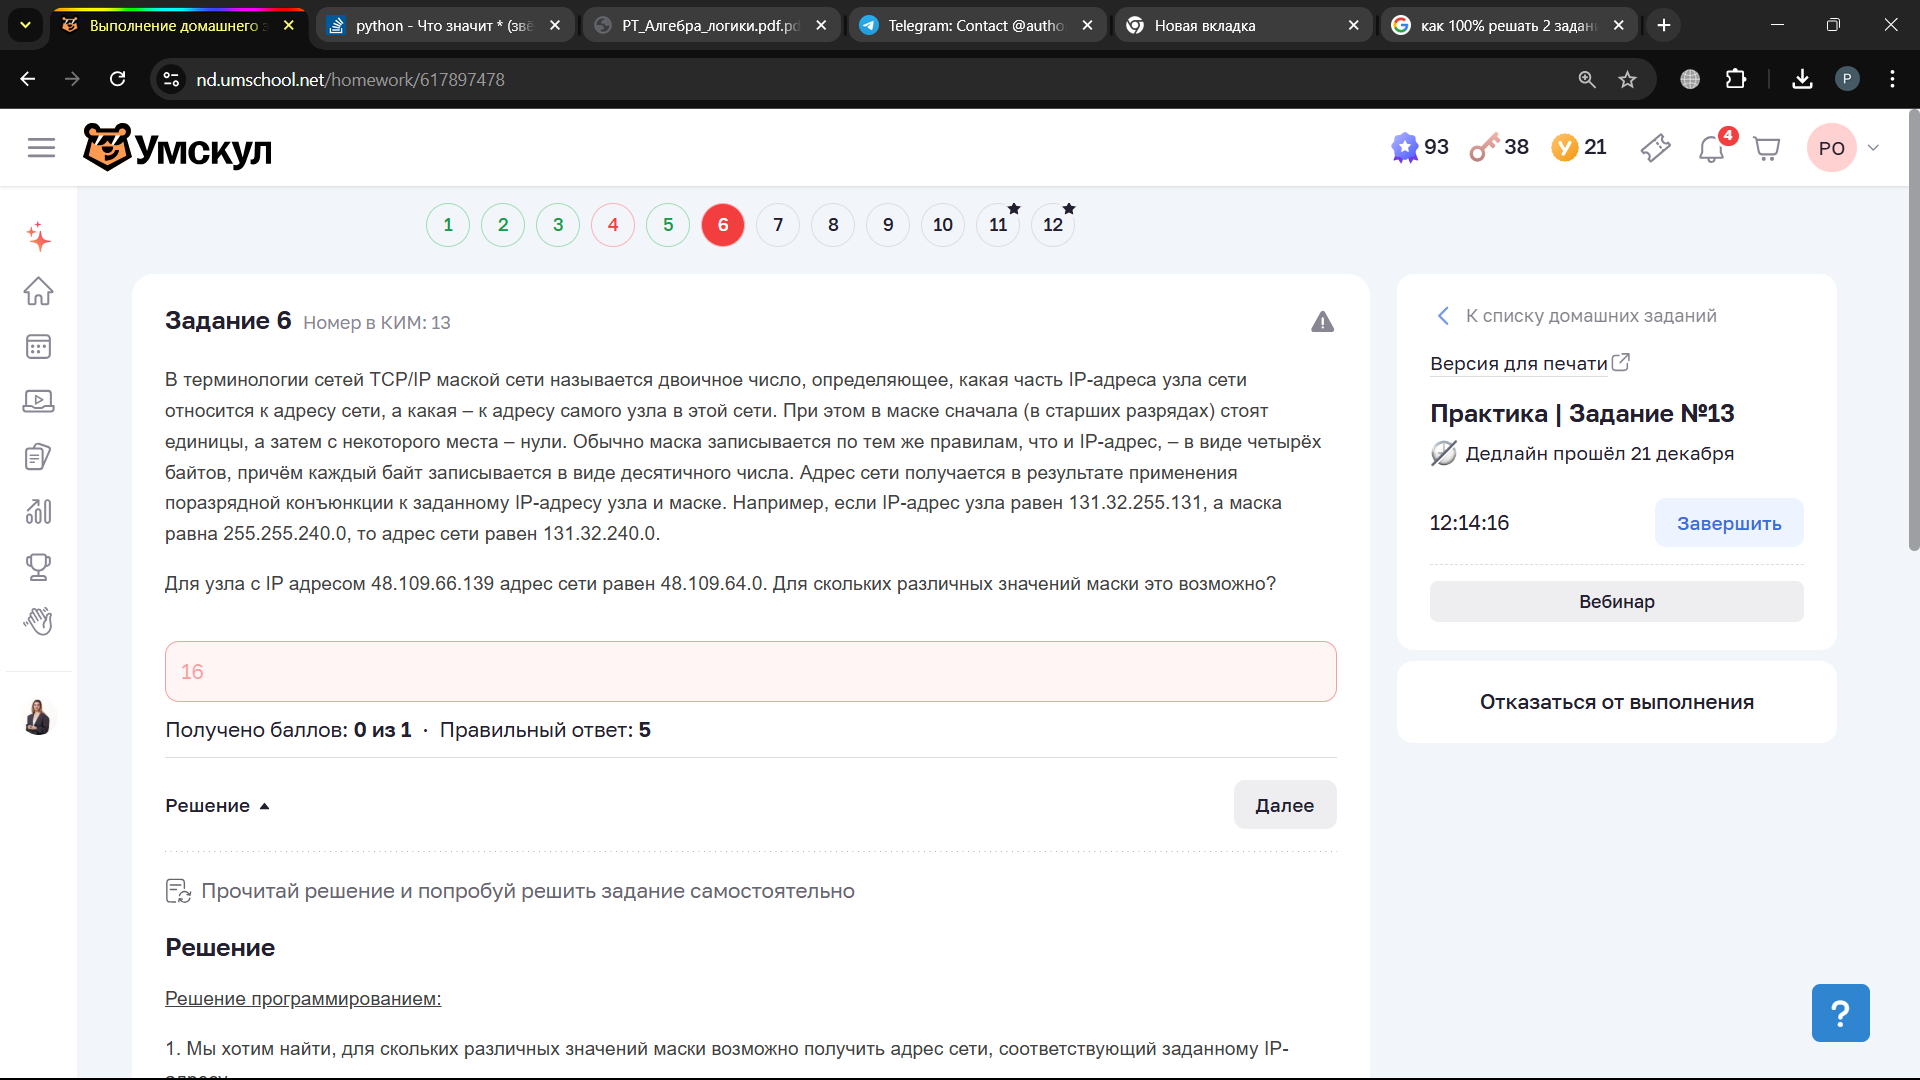 Выполнение домашнего з
python - Что значит * (звё
РТ_Алгебра_логики.pdf.pd
Telegram: Contact @autho
Новая вкладка
как 100% решать 2 задан
nd.umschool.net/homework/617897478
P
Умскул
93
38
21
4
PO
1
2
3
4
5
6
7
8
9
10
11
12
Задание 6 Номер в КИМ: 13
В терминологии сетей TCP/IP маской сети называется двоичное число, определяющее, какая часть IP-адреса узла сети
относится к адресу сети, а какая – к адресу самого узла в этой сети. При этом в маске сначала (в старших разрядах) стоят
единицы, а затем с некоторого места – нули. Обычно маска записывается по тем же правилам, что и IP-адрес, – в виде четырёх
байтов, причём каждый байт записывается в виде десятичного числа. Адрес сети получается в результате применения
поразрядной конъюнкции к заданному IP-адресу узла и маске. Например, если IP-адрес узла равен 131.32.255.131, а маска
равна 255.255.240.0, то адрес сети равен 131.32.240.0.
Для узла с IP адресом 48.109.66.139 адрес сети равен 48.109.64.0. Для скольких различных значений маски это возможно?
16
Получено баллов: 0 из 1 · Правильный ответ: 5
Решение
Далее
Прочитай решение и попробуй решить задание самостоятельно
Решение
Решение программированием:
1. Мы хотим найти, для скольких различных значений маски возможно получить адрес сети, соответствующий заданному IP-
адресу.
К списку домашних заданий
Версия для печати
Практика | Задание №13
Дедлайн прошёл 21 декабря
12:14:16
Завершить
Вебинар
Отказаться от выполнения
?